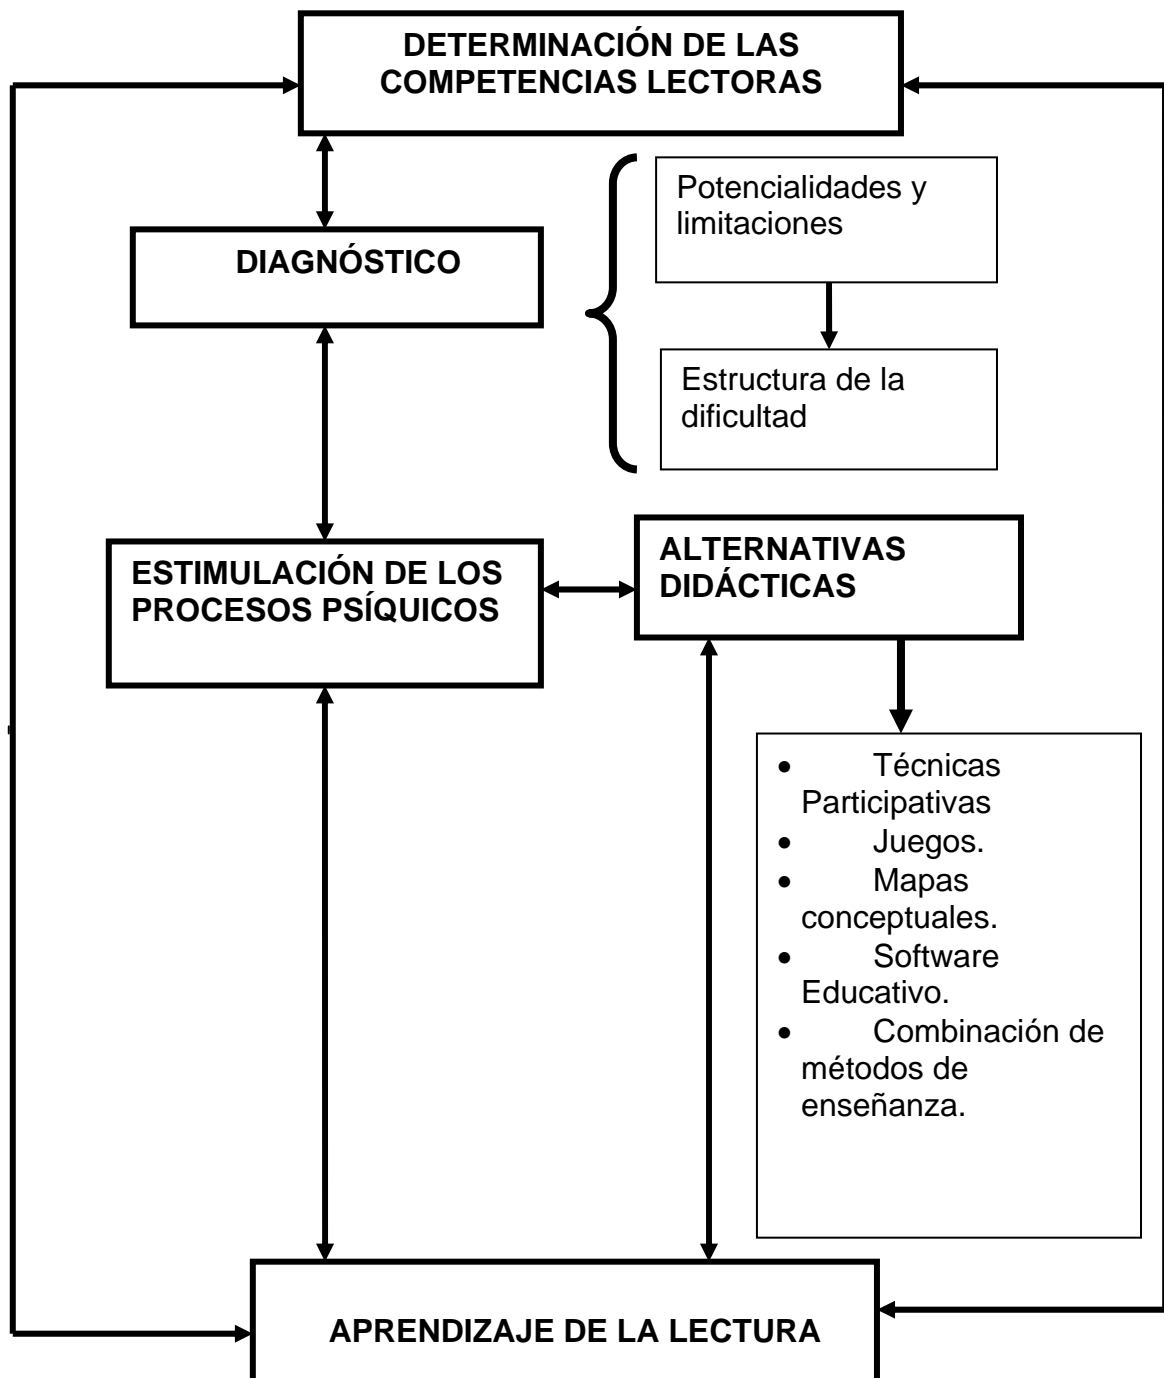 DETERMINACIÓN DE LAS
COMPETENCIAS LECTORAS
DIAGNÓSTICO
Potencialidades y
limitaciones
Estructura de la
dificultad
ESTIMULACIÓN DE LOS
PROCESOS PSÍQUICOS
ALTERNATIVAS
DIDÁCTICAS
• Técnicas
Participativas
• Juegos.
• Mapas
conceptuales.
• Software
Educativo.
• Combinación de
métodos de
enseñanza.
APRENDIZAJE DE LA LECTURA